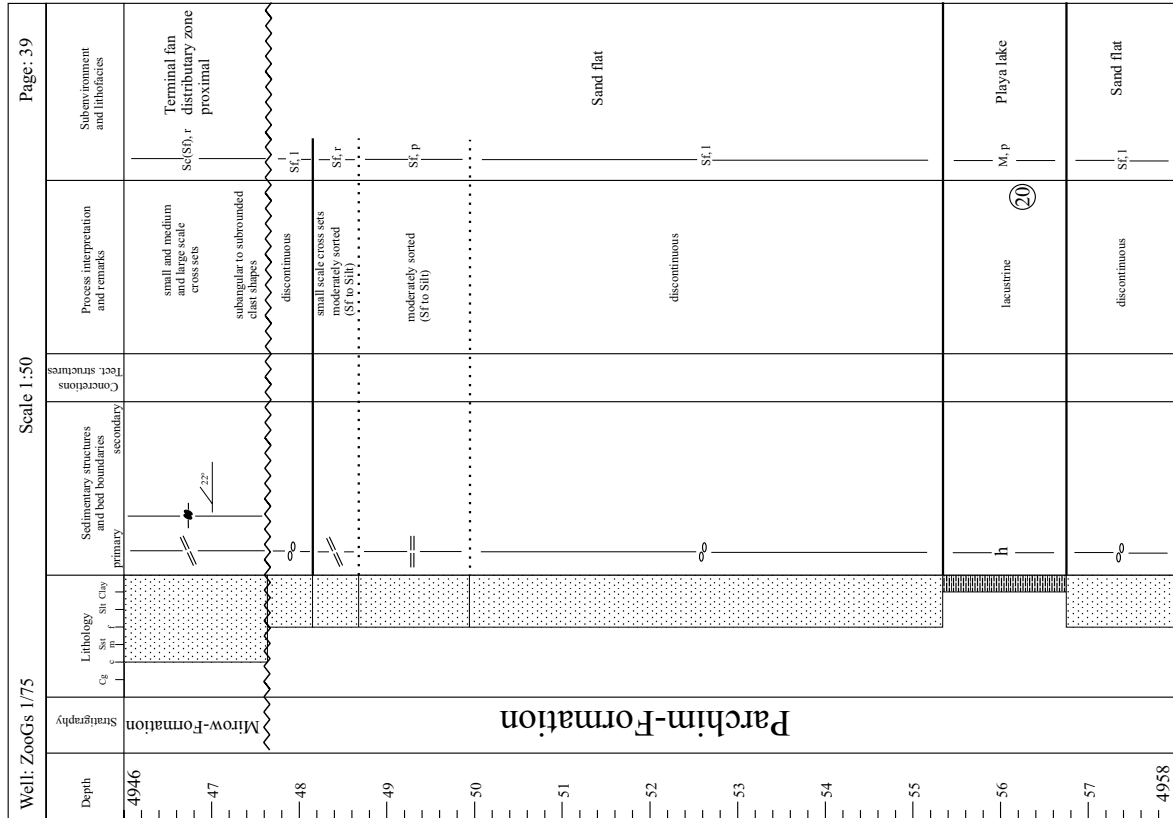 Well: ZooGs 1/75
Scale 1:50
Page: 39
Depth
Stratigraphy
Lithology
Cg
c
Sst
m
f
Slt
Clay
Sedimentary structures
and bed boundaries
primary
secondary
Concretions
Tect. structures
Process interpretation
and remarks
Subenvironment
and lithofacies
4946
47
48
49
50
51
52
53
54
55
56
57
4958
Mirow-Formation
Parchim-Formation
22°
h
small and medium
and large scale
cross sets
subangular to subrounded
clast shapes
discontinuous
small scale cross sets
moderately sorted
(Sf to Silt)
moderately sorted
(Sf to Silt)
discontinuous
lacustrine
20
discontinuous
Sc(Sf), r
Sf, l
Sf, r
Sf, p
Sf, l
M, p
Sf, l
Terminal fan
distributary zone
proximal
Sand flat
Playa lake
Sand flat